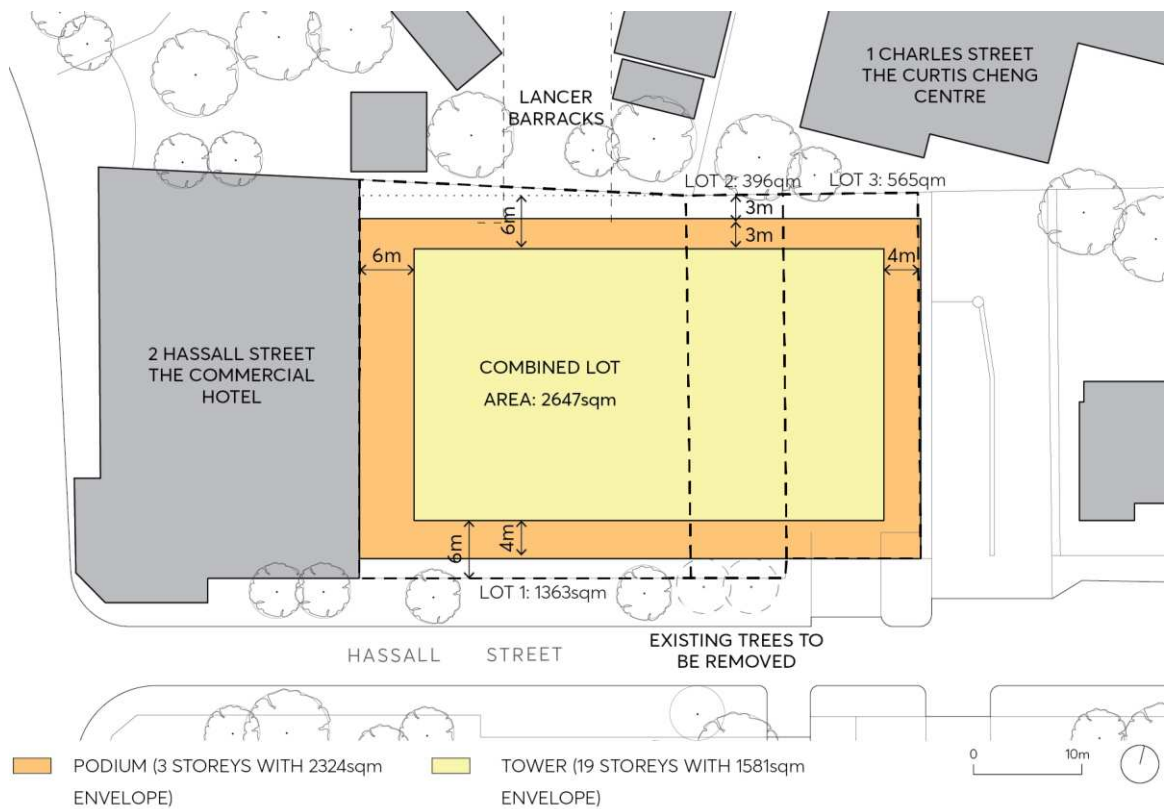 1 CHARLES STREET
THE CURTIS CHENG
CENTRE
LANCER
BARRACKS
LOT 2: 396qm
LOT 3: 565qm
3m
6m
3m
6m
4m
2 HASSALL STREET
THE COMMERCIAL
HOTEL
COMBINED LOT
AREA: 2647sqm
6m
4m
LOT 1: 1363sqm
EXISTING TREES TO
BE REMOVED
HASSALL STREET
PODIUM (3 STOREYS WITH 2324sqm
ENVELOPE)
TOWER (19 STOREYS WITH 1581sqm
ENVELOPE)
0 10m